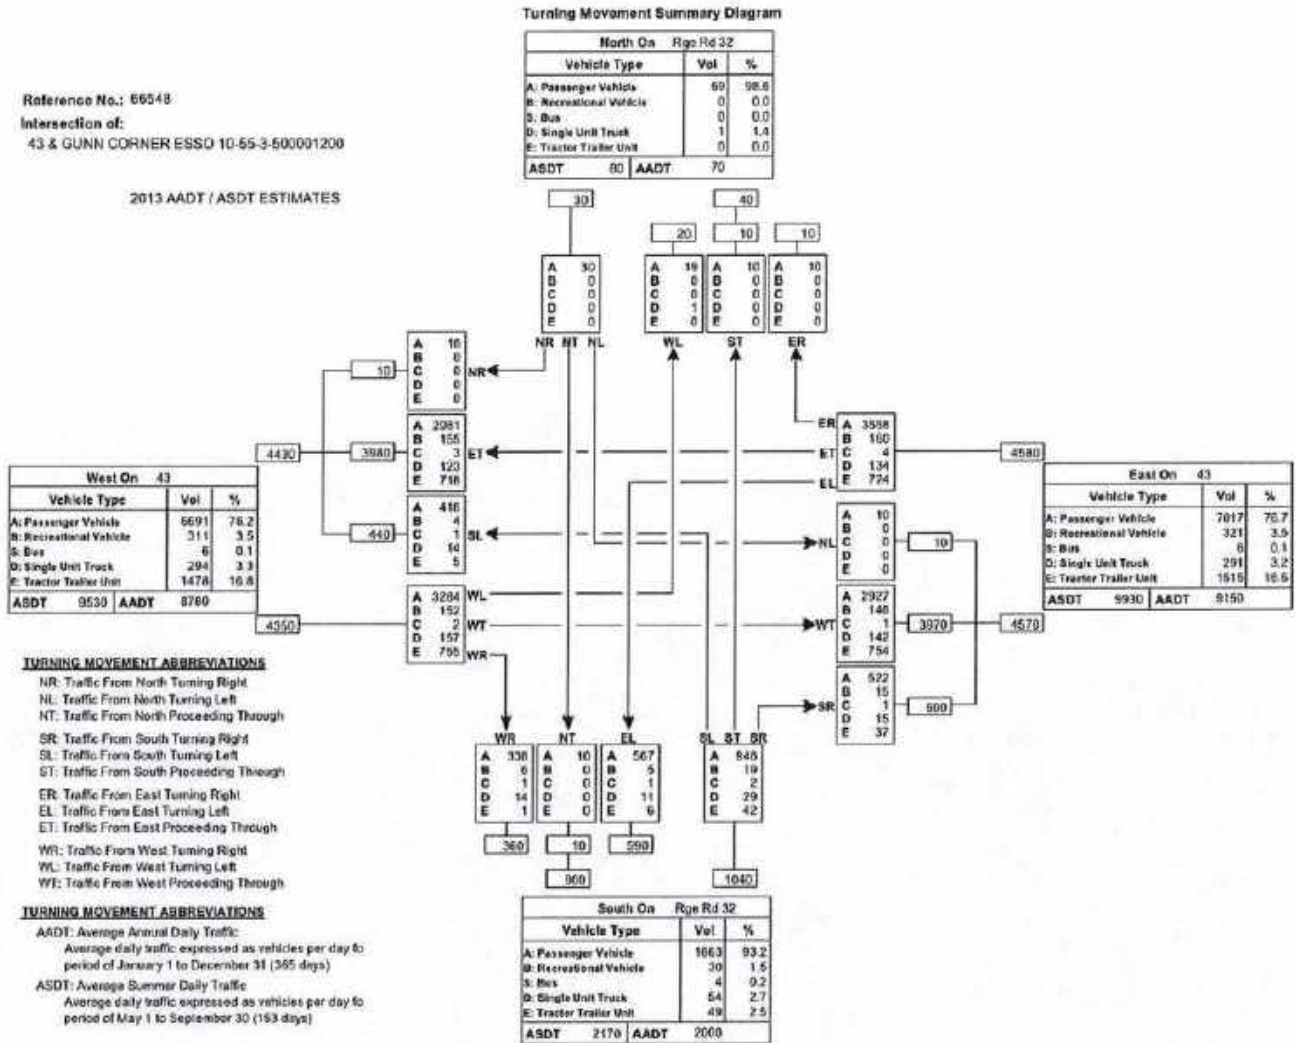 Turning Movement Summary Diagram
North On Rge Rd 32
Vehicle Type Vol %
A: Passenger Vehicle 69 98.6
B: Recreational Vehicle 0 0.0
S: Bus 0 0.0
D: Single Unit Truck 1 1.4
E: Tractor Trailer Unit 0 0.0
ASDT 80 AADT 70
Reference No.: 66548
Intersection of:
43 & GUNN CORNER ESSO 10-55-3-500001200
2013 AADT / ASDT ESTIMATES
30
40
20 10 10
A 30
B 0
C 0
D 0
E 0
A 19
B 0
C 0
D 1
E 0
A 10
B 0
C 0
D 0
E 0
A 10
B 0
C 0
D 0
E 0
NR NT NL WL ST ER
10
A 10
B 0
C 0
D 0
E 0
NR
4430
3980
A 2981
B 155
C 3
D 123
E 718
ET
440
A 416
B 4
C 1
D 14
E 5
SL
4350
A 3284
B 152
C 2
D 157
E 755
WL
WT
WR
West On 43
Vehicle Type Vol %
A: Passenger Vehicle 6691 76.2
B: Recreational Vehicle 311 3.5
S: Bus 6 0.1
D: Single Unit Truck 294 3.3
E: Tractor Trailer Unit 1478 16.8
ASDT 9530 AADT 8780
ER
ET
EL
A 3588
B 160
C 4
D 134
E 724
4580
NL
A 10
B 0
C 0
D 0
E 0
10
WT
A 2927
B 146
C 1
D 142
E 754
3970
4570
SR
A 522
B 15
C 1
D 15
E 37
600
East On 43
Vehicle Type Vol %
A: Passenger Vehicle 7017 76.7
B: Recreational Vehicle 321 3.5
S: Bus 6 0.1
D: Single Unit Truck 291 3.2
E: Tractor Trailer Unit 1515 16.6
ASDT 9930 AADT 9150
WR NT EL SL ST SR
A 338
B 6
C 1
D 14
E 1
A 10
B 0
C 0
D 0
E 0
A 567
B 5
C 1
D 11
E 6
A 946
B 19
C 2
D 29
E 42
360 10 590
1040
South On Rge Rd 32
Vehicle Type Vol %
A: Passenger Vehicle 1863 93.2
B: Recreational Vehicle 30 1.5
S: Bus 4 0.2
D: Single Unit Truck 54 2.7
E: Tractor Trailer Unit 49 2.5
ASDT 2170 AADT 2000
TURNING MOVEMENT ABBREVIATIONS
NR: Traffic From North Turning Right
NL: Traffic From North Turning Left
NT: Traffic From North Proceeding Through
SR: Traffic From South Turning Right
SL: Traffic From South Turning Left
ST: Traffic From South Proceeding Through
ER: Traffic From East Turning Right
EL: Traffic From East Turning Left
ET: Traffic From East Proceeding Through
WR: Traffic From West Turning Right
WL: Traffic From West Turning Left
WT: Traffic From West Proceeding Through
TURNING MOVEMENT ABBREVIATIONS
AADT: Average Annual Daily Traffic
Average daily traffic expressed as vehicles per day fo
period of January 1 to December 31 (365 days)
ASDT: Average Summer Daily Traffic
Average daily traffic expressed as vehicles per day fo
period of May 1 to September 30 (153 days)